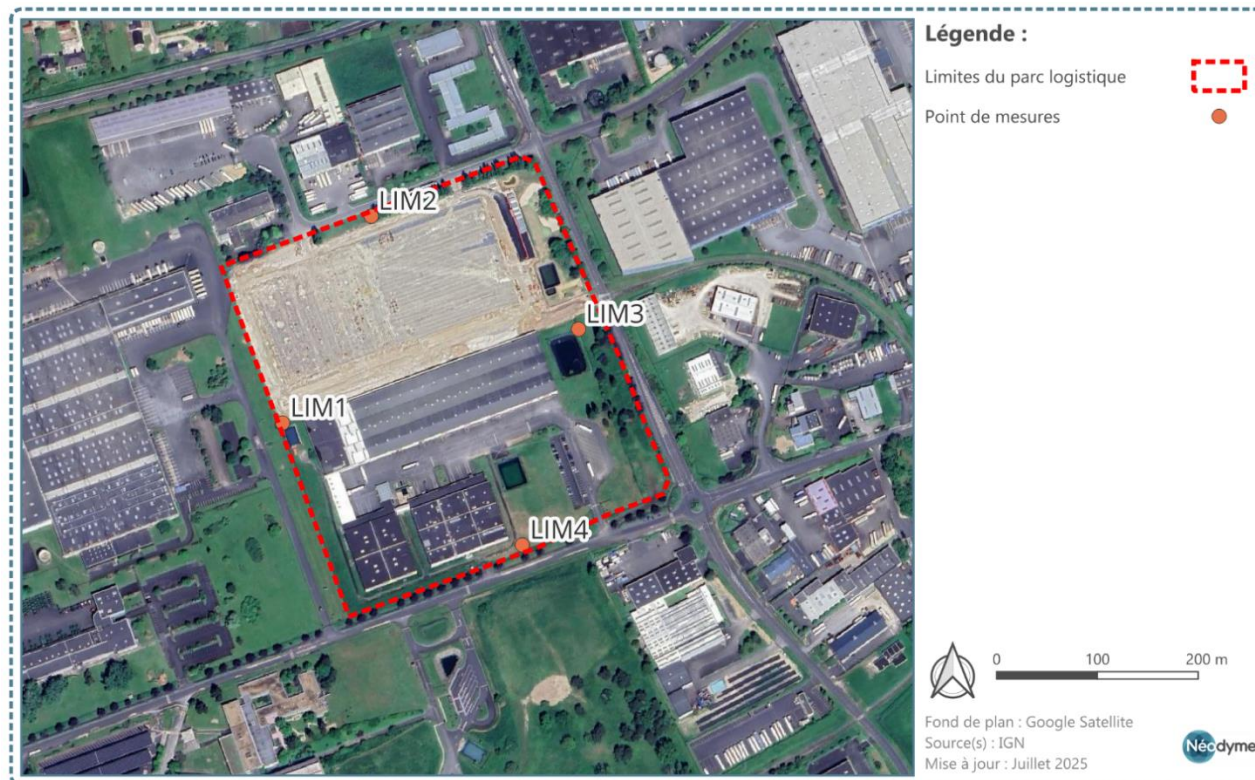 Légende :
Limites du parc logistique
Point de mesures
LIM2
LIM3
LIM1
LIM4
0 100 200 m
Fond de plan : Google Satellite
Source(s) : IGN
Mise à jour : Juillet 2025
Néodyme